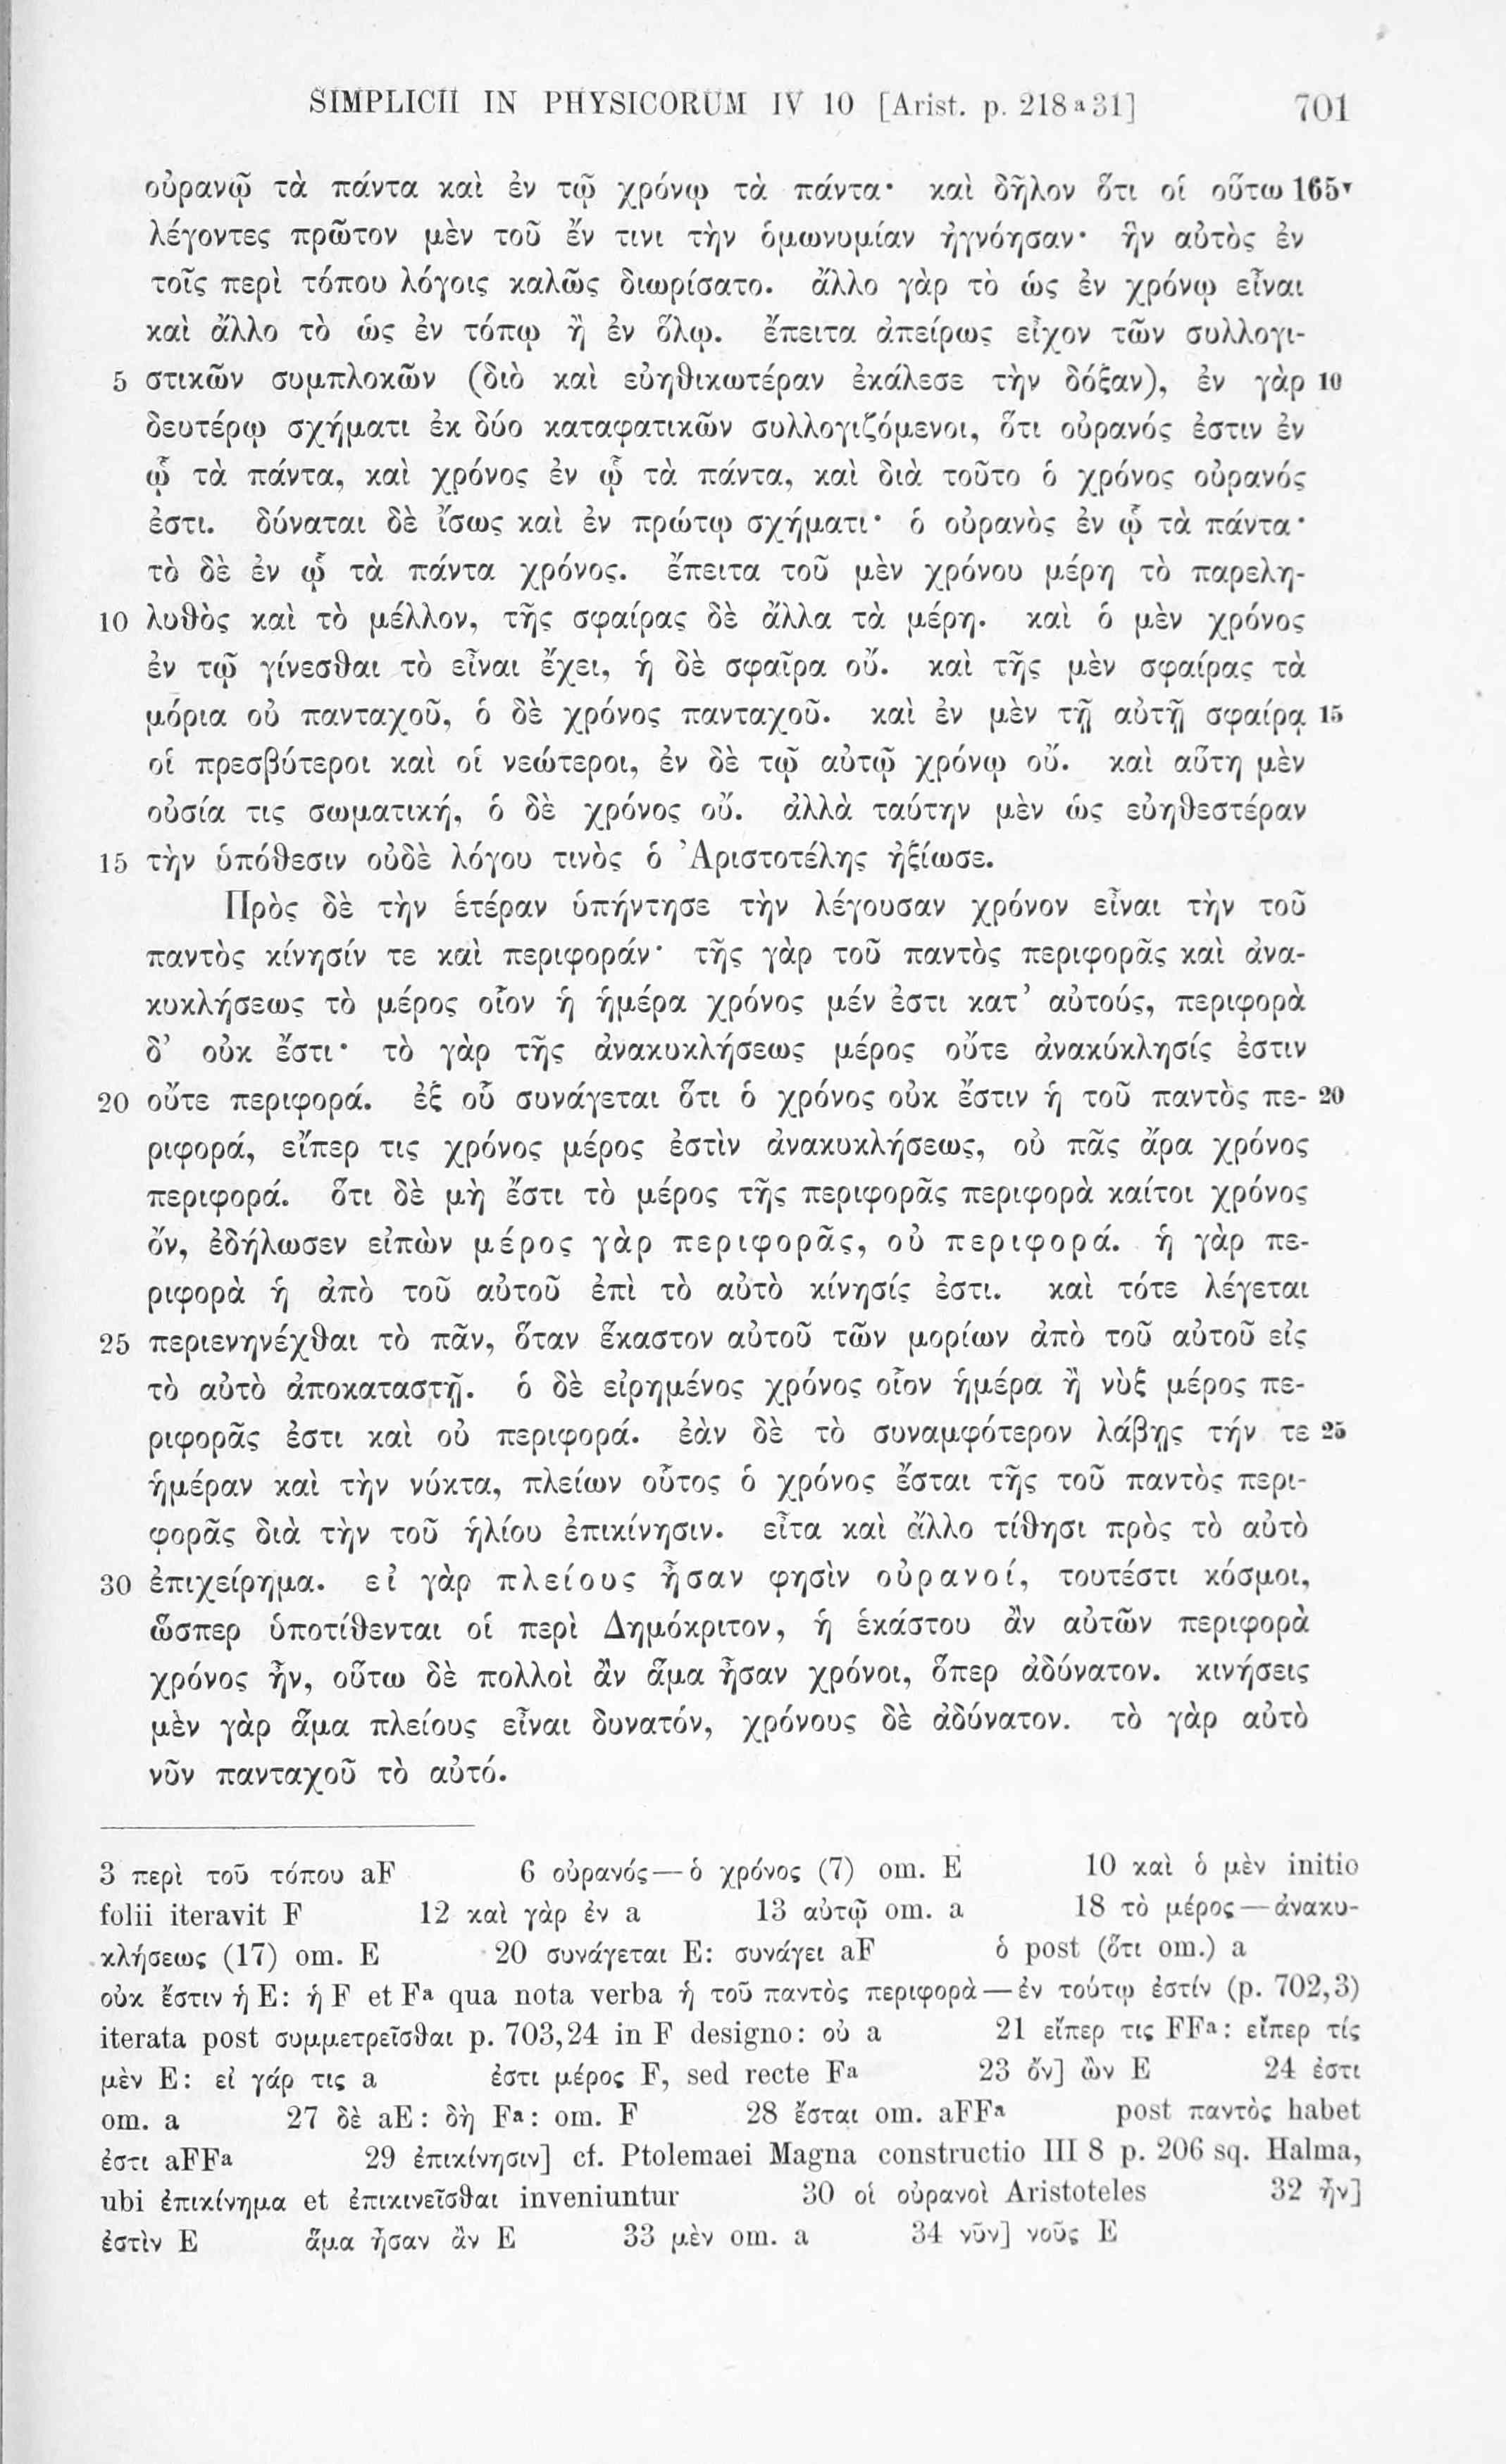 SIMPLICII IN PHYSICORUM IV 10 [Arist. p. 218 a 31] 701
οὐρανῷ τὰ πάντα καὶ ἐν τῷ χρόνῳ τὰ πάντα· καὶ δῆλον ὅτι οἱ οὕτω 165v
λέγοντες πρῶτον μὲν τοῦ ἔν τινι τὴν ὁμωνυμίαν ἠγνόησαν· ἣν αὐτὸς ἐν
τοῖς περὶ τόπου λόγοις καλῶς διωρίσατο. ἄλλο γὰρ τὸ ὡς ἐν χρόνῳ εἶναι
καὶ ἄλλο τὸ ὡς ἐν τόπῳ ἢ ἐν ὅλῳ. ἔπειτα ἀπείρως εἶχον τῶν συλλογι-
5 στικῶν συμπλοκῶν (διὸ καὶ εὐηθικωτέραν ἐκάλεσε τὴν δόξαν), ἐν γὰρ 10
δευτέρῳ σχήματι ἐκ δύο καταφατικῶν συλλογιζόμενοι, ὅτι οὐρανός ἐστιν ἐν
ᾧ τὰ πάντα, καὶ χρόνος ἐν ᾧ τὰ πάντα, καὶ διὰ τοῦτο ὁ χρόνος οὐρανός
ἐστι. δύναται δὲ ἴσως καὶ ἐν πρώτῳ σχήματι· ὁ οὐρανὸς ἐν ᾧ τὰ πάντα·
τὸ δὲ ἐν ᾧ τὰ πάντα χρόνος. ἔπειτα τοῦ μὲν χρόνου μέρη τὸ παρελη-
10 λυθὸς καὶ τὸ μέλλον, τῆς σφαίρας δὲ ἄλλα τὰ μέρη. καὶ ὁ μὲν χρόνος
ἐν τῷ γίνεσθαι τὸ εἶναι ἔχει, ἡ δὲ σφαῖρα οὔ. καὶ τῆς μὲν σφαίρας τὰ
μόρια οὐ πανταχοῦ, ὁ δὲ χρόνος πανταχοῦ. καὶ ἐν μὲν τῇ αὐτῇ σφαίρᾳ 15
οἱ πρεσβύτεροι καὶ οἱ νεώτεροι, ἐν δὲ τῷ αὐτῷ χρόνῳ οὔ. καὶ αὕτη μὲν
οὐσία τις σωματική, ὁ δὲ χρόνος οὔ. ἀλλὰ ταύτην μὲν ὡς εὐηθεστέραν
15 τὴν ὑπόθεσιν οὐδὲ λόγου τινὸς ὁ Ἀριστοτέλης ἠξίωσε.
Πρὸς δὲ τὴν ἑτέραν ὑπήντησε τὴν λέγουσαν χρόνον εἶναι τὴν τοῦ
παντὸς κίνησίν τε καὶ περιφοράν· τῆς γὰρ τοῦ παντὸς περιφορᾶς καὶ ἀνα-
κυκλήσεως τὸ μέρος οἷον ἡ ἡμέρα χρόνος μέν ἐστι κατ’ αὐτούς, περιφορὰ
δ’ οὐκ ἔστι· τὸ γὰρ τῆς ἀνακυκλήσεως μέρος οὔτε ἀνακύκλησίς ἐστιν
20 οὔτε περιφορά. ἐξ οὗ συνάγεται ὅτι ὁ χρόνος οὐκ ἔστιν ἡ τοῦ παντὸς πε- 20
ριφορά, εἴπερ τις χρόνος μέρος ἐστὶν ἀνακυκλήσεως, οὐ πᾶς ἄρα χρόνος
περιφορά. ὅτι δὲ μὴ ἔστι τὸ μέρος τῆς περιφορᾶς περιφορὰ καίτοι χρόνος
ὄν, ἐδήλωσεν εἰπὼν μέρος γὰρ περιφορᾶς, οὐ περιφορά. ἡ γὰρ πε-
ριφορὰ ἡ ἀπὸ τοῦ αὐτοῦ ἐπὶ τὸ αὐτὸ κίνησίς ἐστι. καὶ τότε λέγεται
25 περιενηνέχθαι τὸ πᾶν, ὅταν ἕκαστον αὐτοῦ τῶν μορίων ἀπὸ τοῦ αὐτοῦ εἰς
τὸ αὐτὸ ἀποκαταστῇ. ὁ δὲ εἰρημένος χρόνος οἷον ἡμέρα ἢ νὺξ μέρος πε-
ριφορᾶς ἐστι καὶ οὐ περιφορά. ἐὰν δὲ τὸ συναμφότερον λάβῃς τήν τε 25
ἡμέραν καὶ τὴν νύκτα, πλείων οὗτος ὁ χρόνος ἔσται τῆς τοῦ παντὸς περι-
φορᾶς διὰ τὴν τοῦ ἡλίου ἐπικίνησιν. εἶτα καὶ ἄλλο τίθησι πρὸς τὸ αὐτὸ
30 ἐπιχείρημα. εἰ γὰρ πλείους ἦσαν φησὶν οὐρανοί, τουτέστι κόσμοι,
ὥσπερ ὑποτίθενται οἱ περὶ Δημόκριτον, ἡ ἑκάστου ἂν αὐτῶν περιφορὰ
χρόνος ἦν, οὕτω δὲ πολλοὶ ἂν ἅμα ἦσαν χρόνοι, ὅπερ ἀδύνατον. κινήσεις
μὲν γὰρ ἅμα πλείους εἶναι δυνατόν, χρόνους δὲ ἀδύνατον. τὸ γὰρ αὐτὸ
νῦν πανταχοῦ τὸ αὐτό.
3 περὶ τοῦ τόπου aF 6 οὐρανός — ὁ χρόνος (7) om. E 10 καὶ ὁ μὲν initio
folii iteravit F 12 καὶ γὰρ ἐν a 13 αὐτῷ om. a 18 τὸ μέρος — ἀνακυ-
κλήσεως (17) om. E 20 συνάγεται E: συνάγει aF ὁ post (ὅτι om.) a
οὐκ ἔστιν ἡ E: ἡ F et Fa qua nota verba ἡ τοῦ παντὸς περιφορὰ — ἐν τούτῳ ἐστίν (p. 702,3)
iterata post συμμετρεῖσθαι p. 703,24 in F designo: οὐ a 21 εἴπερ τις FFa: εἴπερ τίς
μὲν E: εἰ γάρ τις a ἐστι μέρος F, sed recte Fa 23 ὄν] ὢν E 24 ἐστι
om. a 27 δὲ aE: δὴ Fa: om. F 28 ἔσται om. aFFa post παντὸς habet
ἐστι aFFa 29 ἐπικίνησιν] cf. Ptolemaei Magna constructio III 8 p. 206 sq. Halma,
ubi ἐπικίνημα et ἐπικινεῖσθαι inveniuntur 30 οἱ οὐρανοὶ Aristoteles 32 ἦν]
ἐστὶν E ἅμα ἦσαν ἂν E 33 μὲν om. a 34 νῦν] νοῦς E